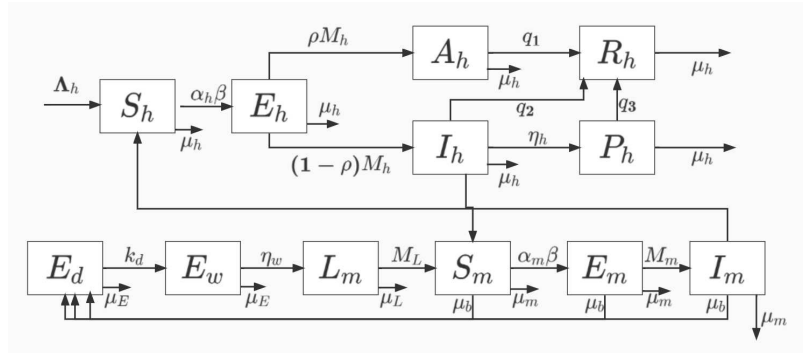 ρM_h A_h q_1 R_h μ_h
μ_h
Λ_h S_h α_hβ E_h μ_h q_2 q_3
μ_h
(1 − ρ)M_h I_h η_h P_h μ_h
μ_h
E_d k_d E_w η_w L_m M_L S_m α_mβ E_m M_m I_m
μ_E μ_E μ_L μ_b μ_m μ_b μ_m μ_b
μ_m